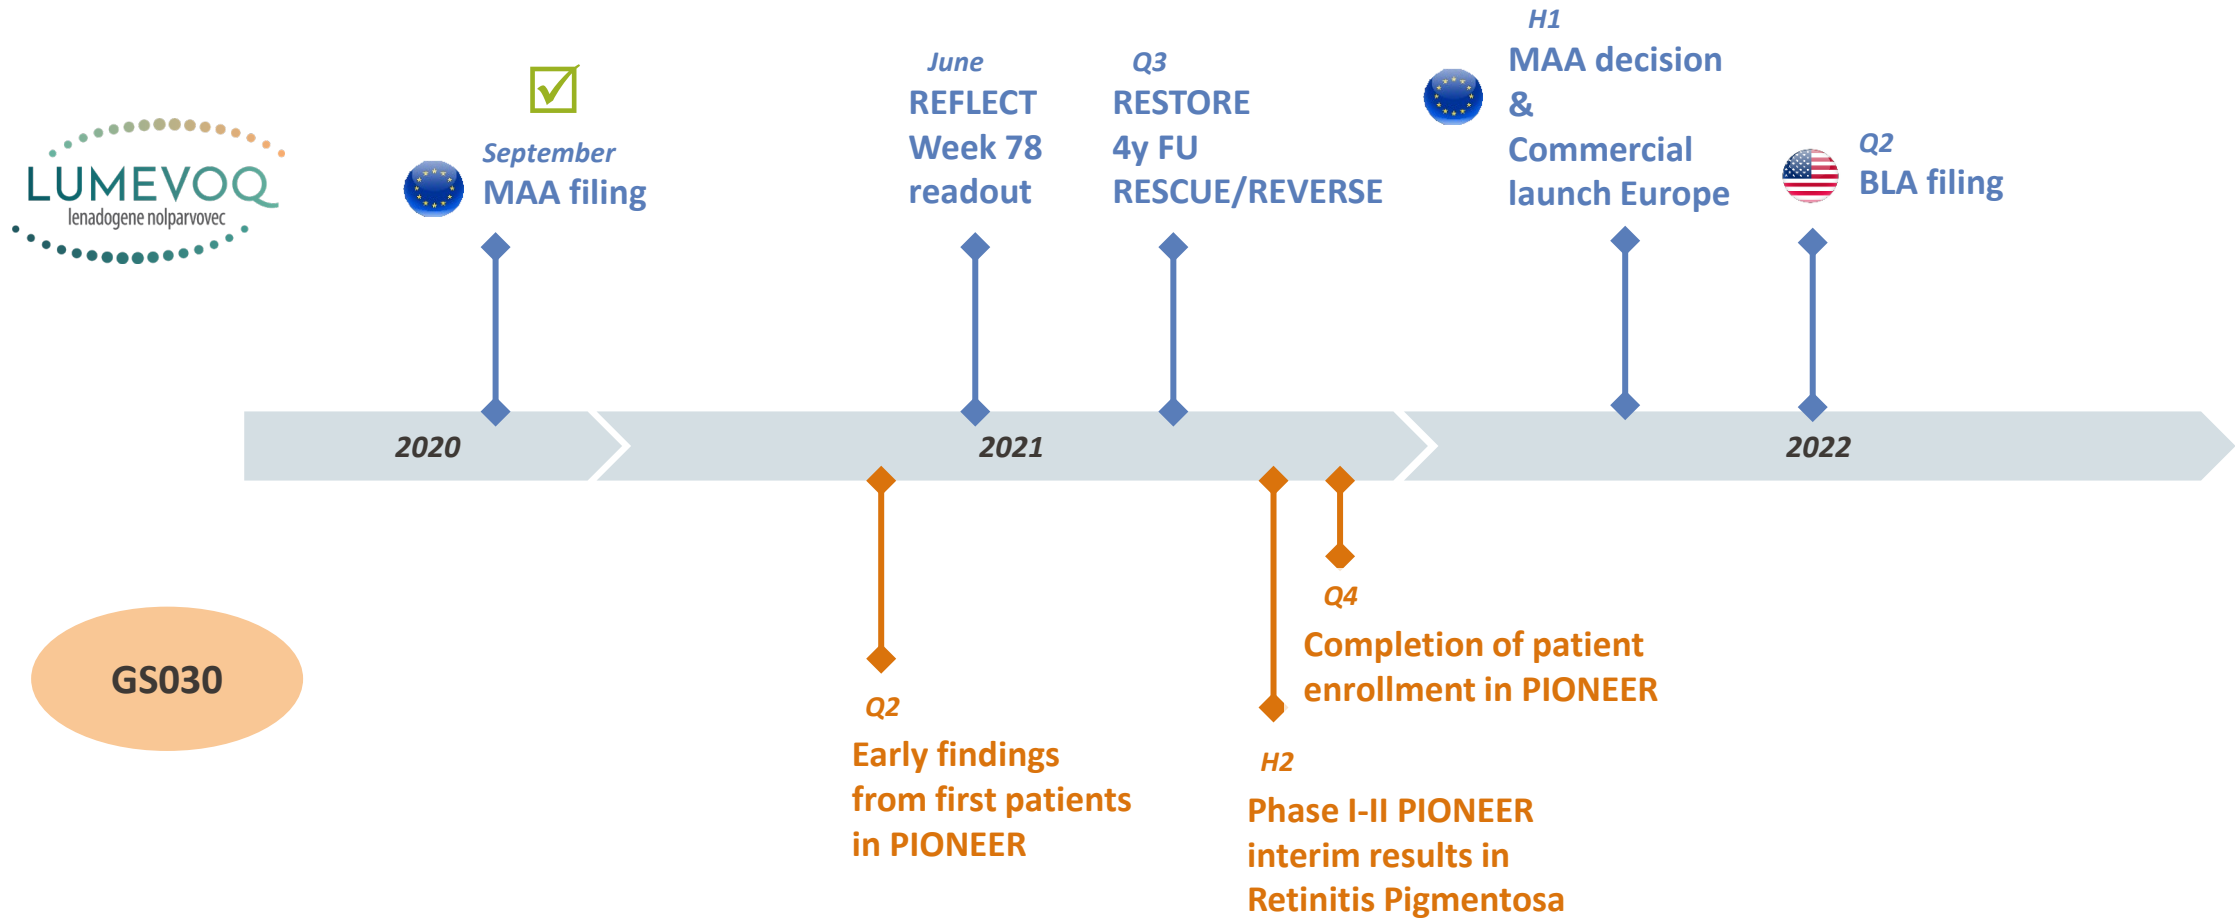 LUMEVOQ
lenadogene nolparvovec
September
MAA filing
June
REFLECT
Week 78
readout
Q3
RESTORE
4y FU
RESCUE/REVERSE
H1
MAA decision
&
Commercial
launch Europe
Q2
BLA filing
2020
2021
2022
GS030
Q2
Early findings
from first patients
in PIONEER
H2
Phase I-II PIONEER
interim results in
Retinitis Pigmentosa
Q4
Completion of patient
enrollment in PIONEER